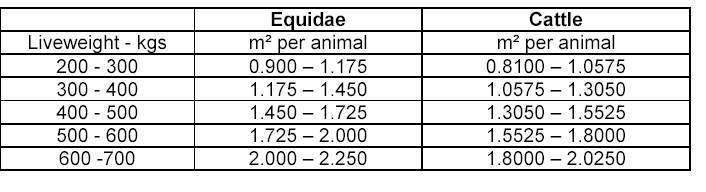 Equidae Cattle
Liveweight - kgs m² per animal m² per animal
200 - 300 0.900 – 1.175 0.8100 – 1.0575
300 - 400 1.175 – 1.450 1.0575 – 1.3050
400 - 500 1.450 – 1.725 1.3050 – 1.5525
500 - 600 1.725 – 2.000 1.5525 – 1.8000
600 -700 2.000 – 2.250 1.8000 – 2.0250